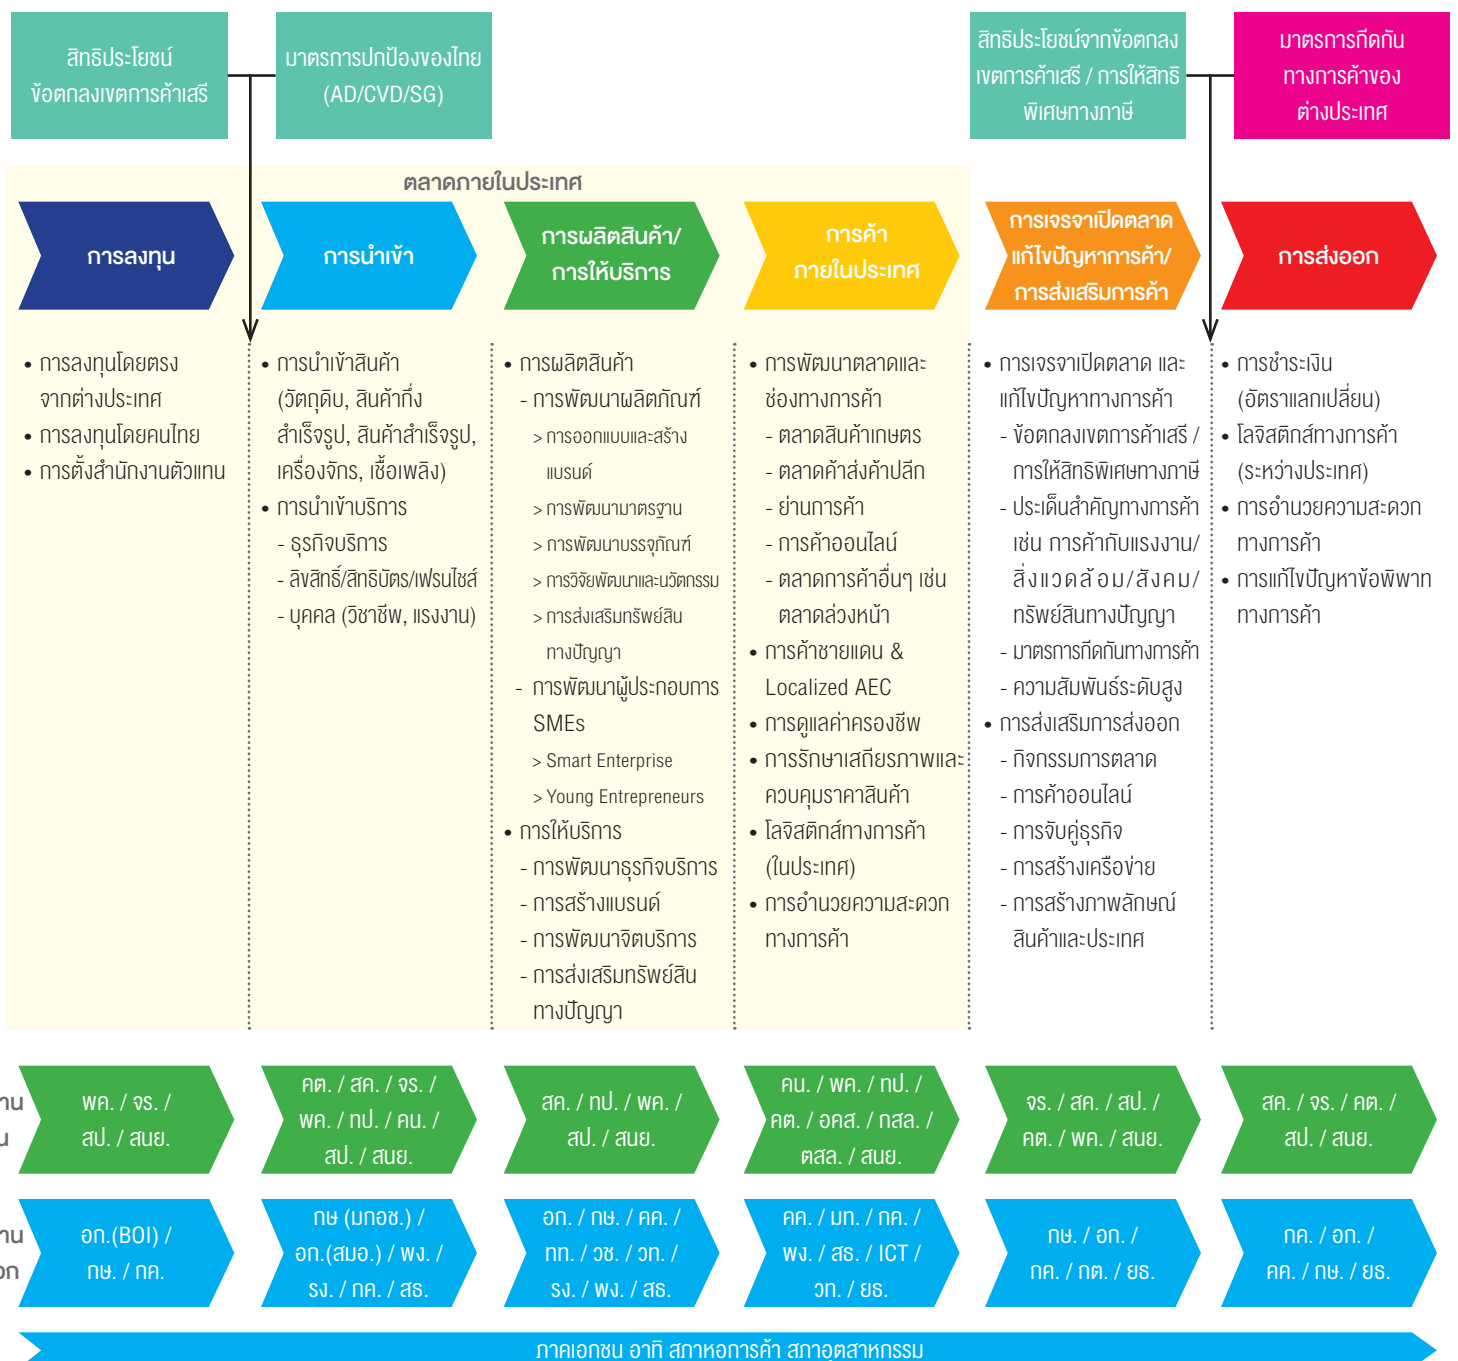 สิทธิประโยชน์
ข้อตกลงเขตการค้าเสรี
มาตรการปกป้องของไทย
(AD/CVD/SG)
สิทธิประโยชน์จากข้อตกลง
เขตการค้าเสรี / การให้สิทธิ
พิเศษทางภาษี
มาตรการกีดกัน
ทางการค้าของ
ต่างประเทศ
ตลาดภายในประเทศ
การลงทุน
การนำเข้า
การผลิตสินค้า/
การให้บริการ
การค้า
ภายในประเทศ
การเจรจาเปิดตลาด
แก้ไขปัญหาการค้า/
การส่งเสริมการค้า
การส่งออก
• การลงทุนโดยตรง
จากต่างประเทศ
• การลงทุนโดยคนไทย
• การตั้งสำนักงานตัวแทน
• การนำเข้าสินค้า
(วัตถุดิบ, สินค้ากึ่ง
สำเร็จรูป, สินค้าสำเร็จรูป,
เครื่องจักร, เชื้อเพลิง)
• การนำเข้าบริการ
- ธุรกิจบริการ
- ลิขสิทธิ์/สิทธิบัตร/เฟรนไชส์
- บุคคล (วิชาชีพ, แรงงาน)
• การผลิตสินค้า
- การพัฒนาผลิตภัณฑ์
> การออกแบบและสร้าง
แบรนด์
> การพัฒนามาตรฐาน
> การพัฒนาบรรจุภัณฑ์
> การวิจัยพัฒนาและนวัตกรรม
> การส่งเสริมทรัพย์สิน
ทางปัญญา
- การพัฒนาผู้ประกอบการ
SMEs
> Smart Enterprise
> Young Entrepreneurs
• การให้บริการ
- การพัฒนาธุรกิจบริการ
- การสร้างแบรนด์
- การพัฒนาจิตบริการ
- การส่งเสริมทรัพย์สิน
ทางปัญญา
• การพัฒนาตลาดและ
ช่องทางการค้า
- ตลาดสินค้าเกษตร
- ตลาดค้าส่งค้าปลีก
- ย่านการค้า
- การค้าออนไลน์
- ตลาดการค้าอื่นๆ เช่น
ตลาดล่วงหน้า
• การค้าชายแดน &
Localized AEC
• การดูแลค่าครองชีพ
• การรักษาเสถียรภาพและ
ควบคุมราคาสินค้า
• โลจิสติกส์ทางการค้า
(ในประเทศ)
• การอำนวยความสะดวก
ทางการค้า
• การเจรจาเปิดตลาด และ
แก้ไขปัญหาทางการค้า
- ข้อตกลงเขตการค้าเสรี /
การให้สิทธิพิเศษทางภาษี
- ประเด็นสำคัญทางการค้า
เช่น การค้ากับแรงงาน/
สิ่งแวดล้อม/สังคม/
ทรัพย์สินทางปัญญา
- มาตรการกีดกันทางการค้า
- ความสัมพันธ์ระดับสูง
• การส่งเสริมการส่งออก
- กิจกรรมการตลาด
- การค้าออนไลน์
- การจับคู่ธุรกิจ
- การสร้างเครือข่าย
- การสร้างภาพลักษณ์
สินค้าและประเทศ
• การชำระเงิน
(อัตราแลกเปลี่ยน)
• โลจิสติกส์ทางการค้า
(ระหว่างประเทศ)
• การอำนวยความสะดวก
ทางการค้า
• การแก้ไขปัญหาข้อพิพาท
ทางการค้า
พค. / จร. /
สป. / สนย.
คต. / สค. / จร. /
พค. / ทป. / คน. /
สป. / สนย.
สค. / ทป. / พค. /
สป. / สนย.
คน. / พค. / ทป. /
คต. / อคส. / กสล. /
ตสล. / สนย.
จร. / สค. / สป. /
คต. / พค. / สนย.
สค. / จร. / คต. /
สป. / สนย.
อก.(BOI) /
กษ. / กค.
กษ (มกอช.) /
อก.(สมอ.) / พง. /
รง. / กค. / สธ.
อก. / กษ. / คค. /
ทท. / วช. / วท. /
รง. / พง. / สธ.
คค. / มท. / กค. /
พง. / สธ. / ICT /
วท. / ยธ.
กษ. / อก. /
กค. / กต. / ยธ.
กค. / อก. /
คค. / กษ. / ยธ.
ภาคเอกชน อาทิ สภาหอการค้า สภาอุตสาหกรรม